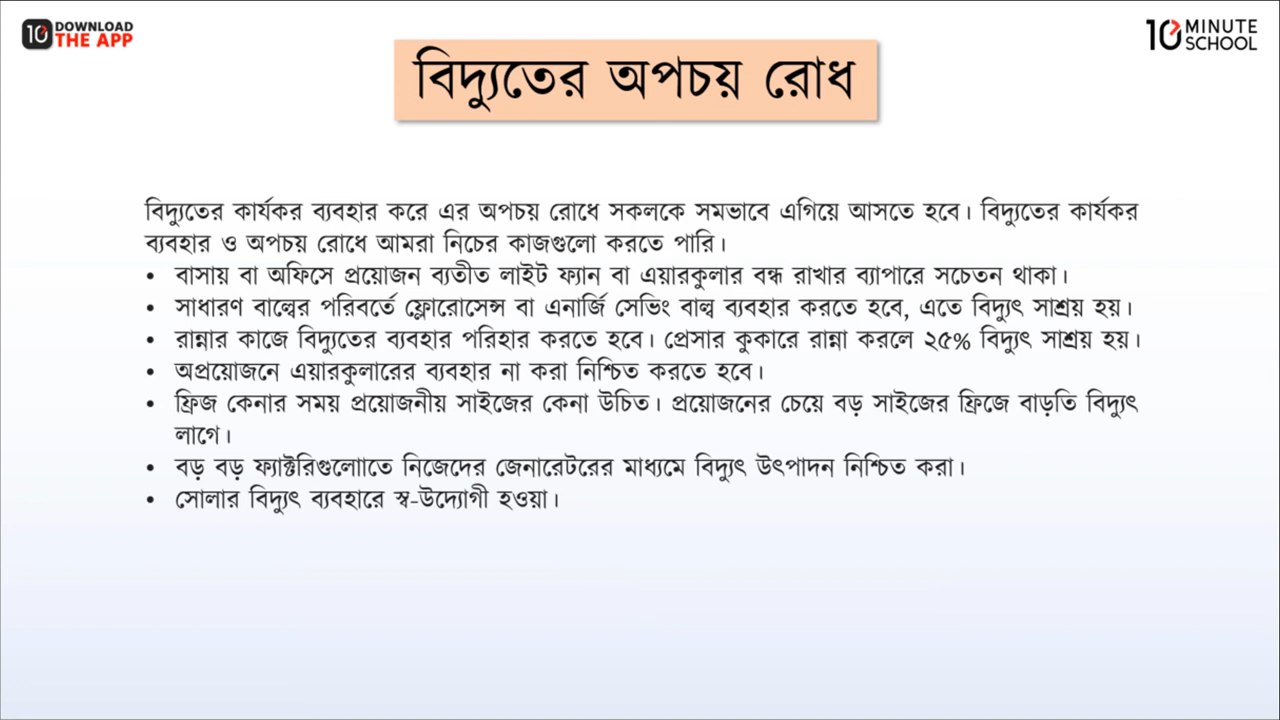 10 DOWNLOAD THE APP
10 MINUTE SCHOOL
বিদ্যুতের অপচয় রোধ
বিদ্যুতের কার্যকর ব্যবহার করে এর অপচয় রোধে সকলকে সমভাবে এগিয়ে আসতে হবে। বিদ্যুতের কার্যকর
ব্যবহার ও অপচয় রোধে আমরা নিচের কাজগুলো করতে পারি।
• বাসায় বা অফিসে প্রয়োজন ব্যতীত লাইট ফ্যান বা এয়ারকুলার বন্ধ রাখার ব্যাপারে সচেতন থাকা।
• সাধারণ বাল্বের পরিবর্তে ফ্লোরোসেন্স বা এনার্জি সেভিং বাল্ব ব্যবহার করতে হবে, এতে বিদ্যুৎ সাশ্রয় হয়।
• রান্নার কাজে বিদ্যুতের ব্যবহার পরিহার করতে হবে। প্রেসার কুকারে রান্না করলে ২৫% বিদ্যুৎ সাশ্রয় হয়।
• অপ্রয়োজনে এয়ারকুলারের ব্যবহার না করা নিশ্চিত করতে হবে।
• ফ্রিজ কেনার সময় প্রয়োজনীয় সাইজের কেনা উচিত। প্রয়োজনের চেয়ে বড় সাইজের ফ্রিজে বাড়তি বিদ্যুৎ
লাগে।
• বড় বড় ফ্যাক্টরিগুলোাতে নিজেদের জেনারেটরের মাধ্যমে বিদ্যুৎ উৎপাদন নিশ্চিত করা।
• সোলার বিদ্যুৎ ব্যবহারে স্ব-উদ্যোগী হওয়া।